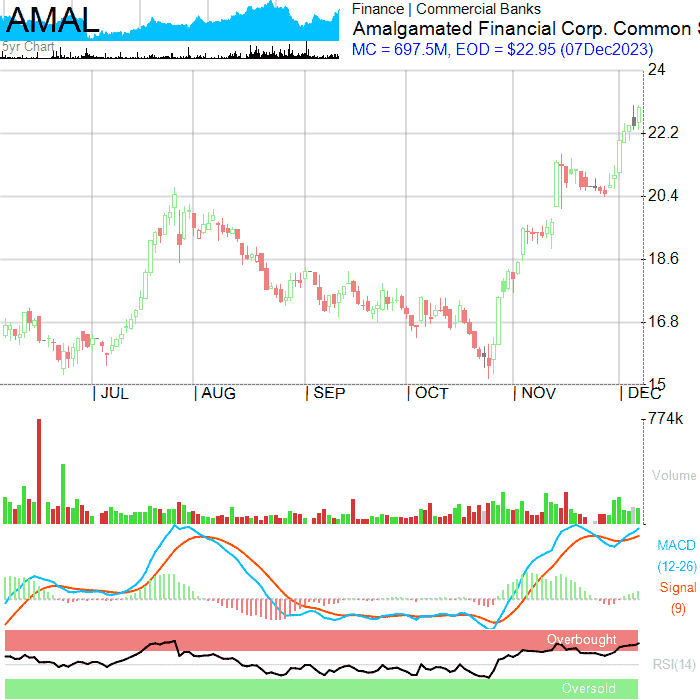 AMAL
5yr Chart
Finance | Commercial Banks
Amalgamated Financial Corp. Common S
MC = 697.5M, EOD = $22.95 (07Dec2023)
24
22.2
20.4
18.6
16.8
15
| JUL | AUG | SEP | OCT | NOV | DEC
774k
Volume
MACD
(12-26)
Signal
(9)
Overbought
RSI(14)
Oversold